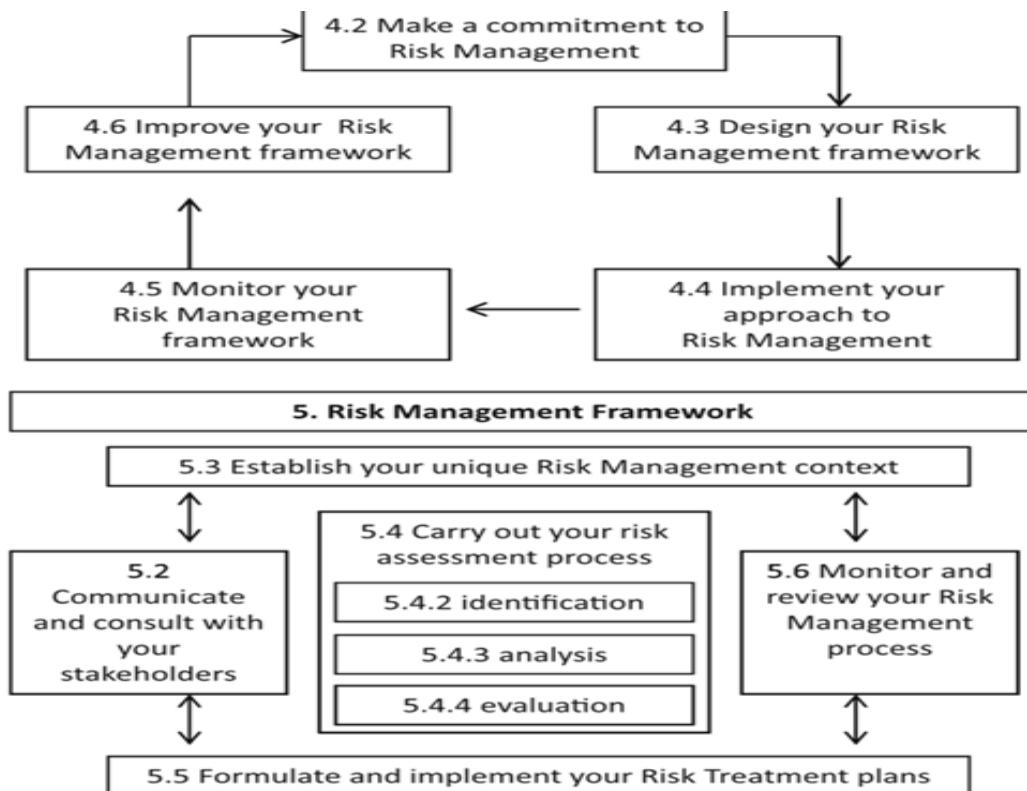 4.2 Make a commitment to
Risk Management
4.6 Improve your Risk
Management framework
4.3 Design your Risk
Management framework
4.5 Monitor your
Risk Management
framework
4.4 Implement your
approach to
Risk Management
5. Risk Management Framework
5.3 Establish your unique Risk Management context
5.2
Communicate
and consult with
your
stakeholders
5.4 Carry out your risk
assessment process
5.4.2 identification
5.4.3 analysis
5.4.4 evaluation
5.6 Monitor and
review your Risk
Management
process
5.5 Formulate and implement your Risk Treatment plans